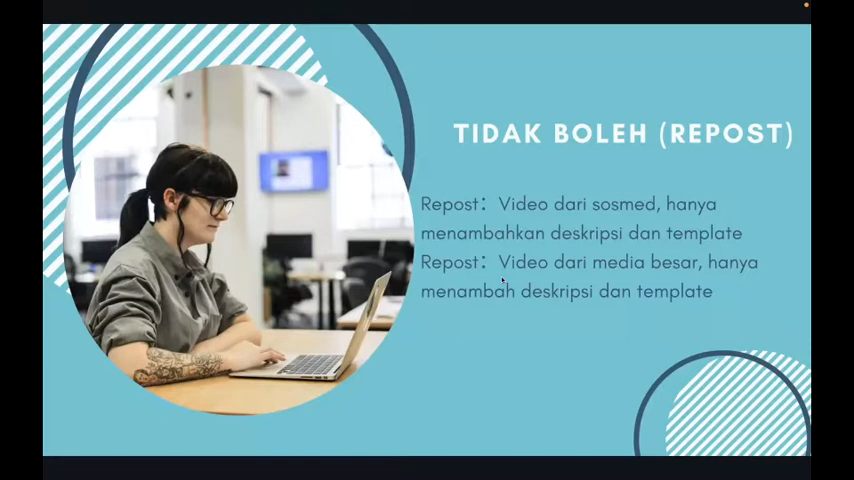 TIDAK BOLEH (REPOST)
Repost: Video dari sosmed, hanya
menambahkan deskripsi dan template
Repost: Video dari media besar, hanya
menambah deskripsi dan template